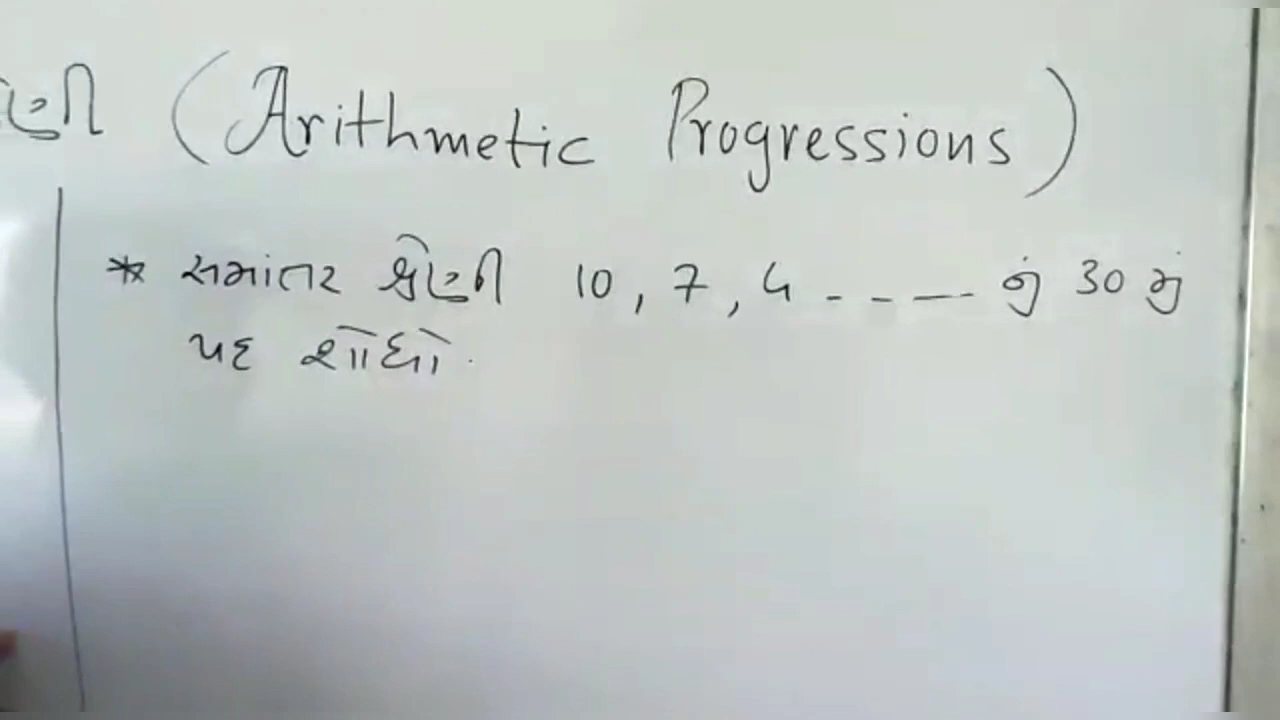 શ્રેઢી (Arithmetic Progressions)
* સમાંતર શ્રેઢી 10, 7, 4 - - — નું 30 મું
પદ શોધો.